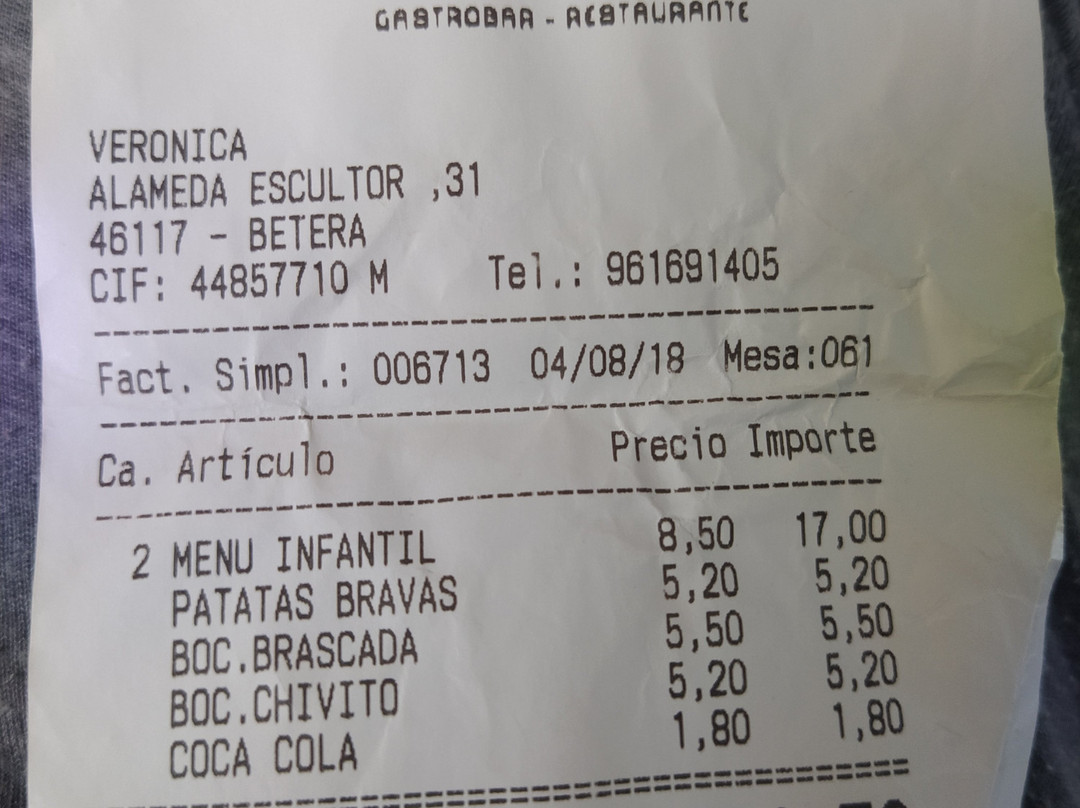 GASTROBAR - RESTAURANTE
VERONICA
ALAMEDA ESCULTOR ,31
46117 - BETERA
CIF: 44857710 M Tel.: 961691405
Fact. Simpl.: 006713 04/08/18 Mesa:061
Ca. Artículo Precio Importe
2 MENU INFANTIL 8,50 17,00
PATATAS BRAVAS 5,20 5,20
BOC.BRASCADA 5,50 5,50
BOC.CHIVITO 5,20 5,20
COCA COLA 1,80 1,80